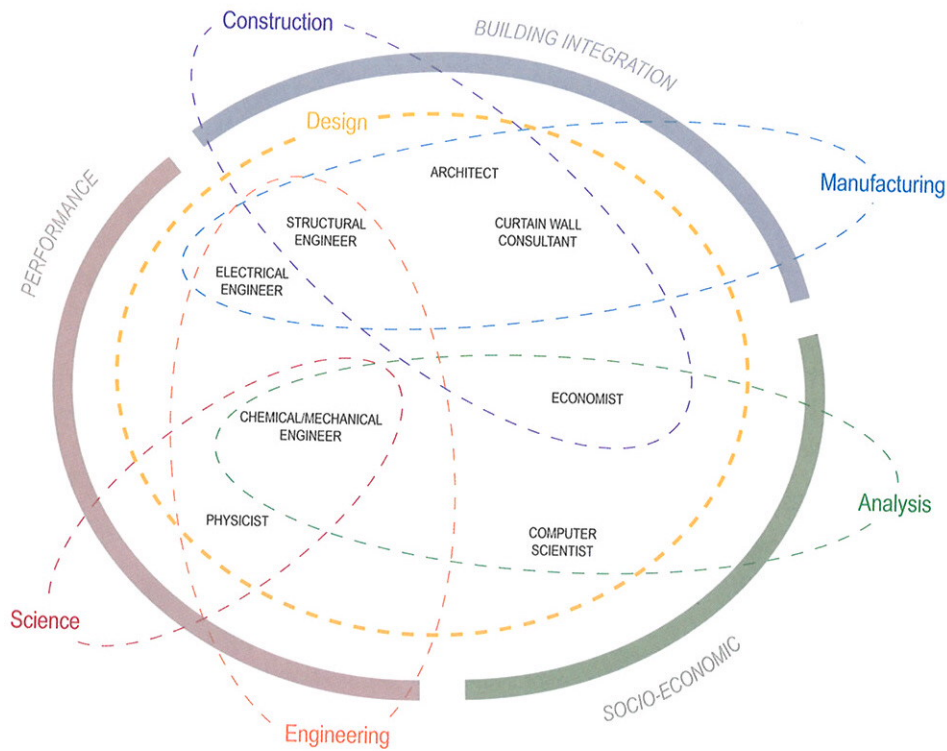 Construction
BUILDING INTEGRATION
Design
ARCHITECT
Manufacturing
PERFORMANCE
STRUCTURAL
ENGINEER
CURTAIN WALL
CONSULTANT
ELECTRICAL
ENGINEER
ECONOMIST
CHEMICAL/MECHANICAL
ENGINEER
Analysis
PHYSICIST
COMPUTER
SCIENTIST
Science
SOCIO-ECONOMIC
Engineering